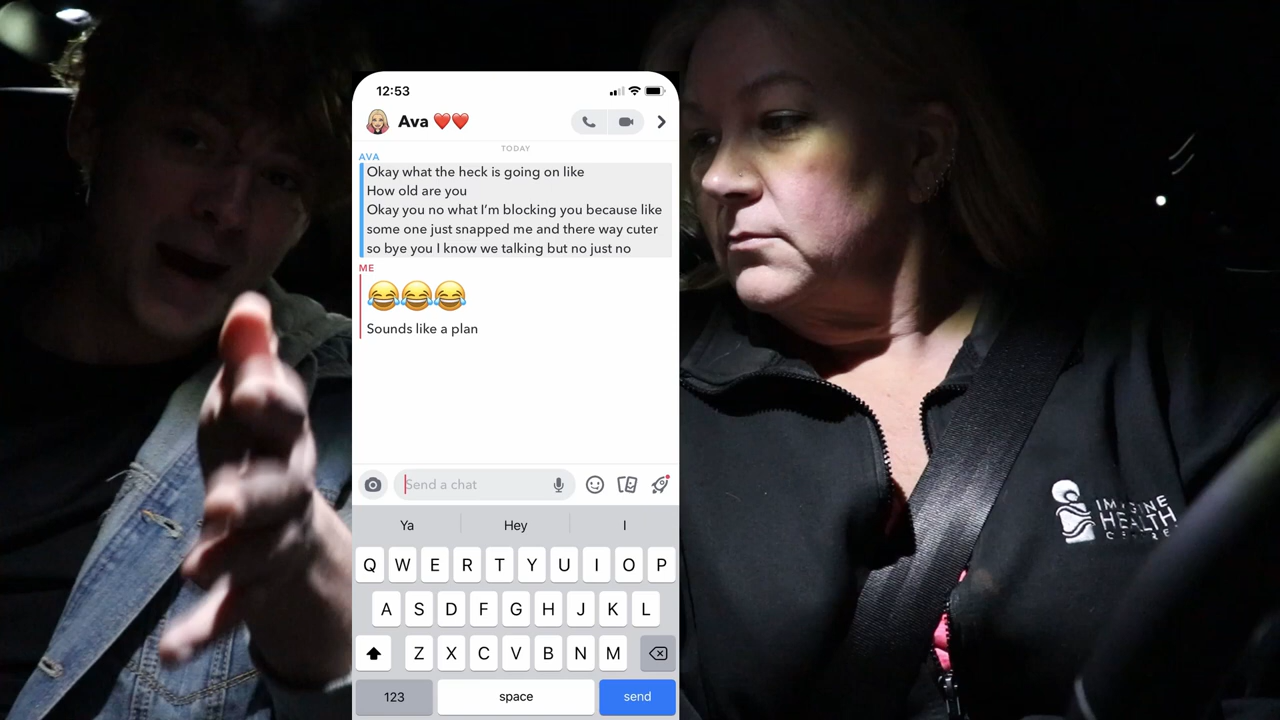 12:53
Ava ❤️❤️
TODAY
AVA
Okay what the heck is going on like
How old are you
Okay you no what I'm blocking you because like
some one just snapped me and there way cuter
so bye you I know we talking but no just no
ME
😂😂😂
Sounds like a plan
Send a chat
Ya Hey I
Q W E R T Y U I O P
A S D F G H J K L
Z X C V B N M
123 space send
IMAGINE
HEALTH
CENTRE